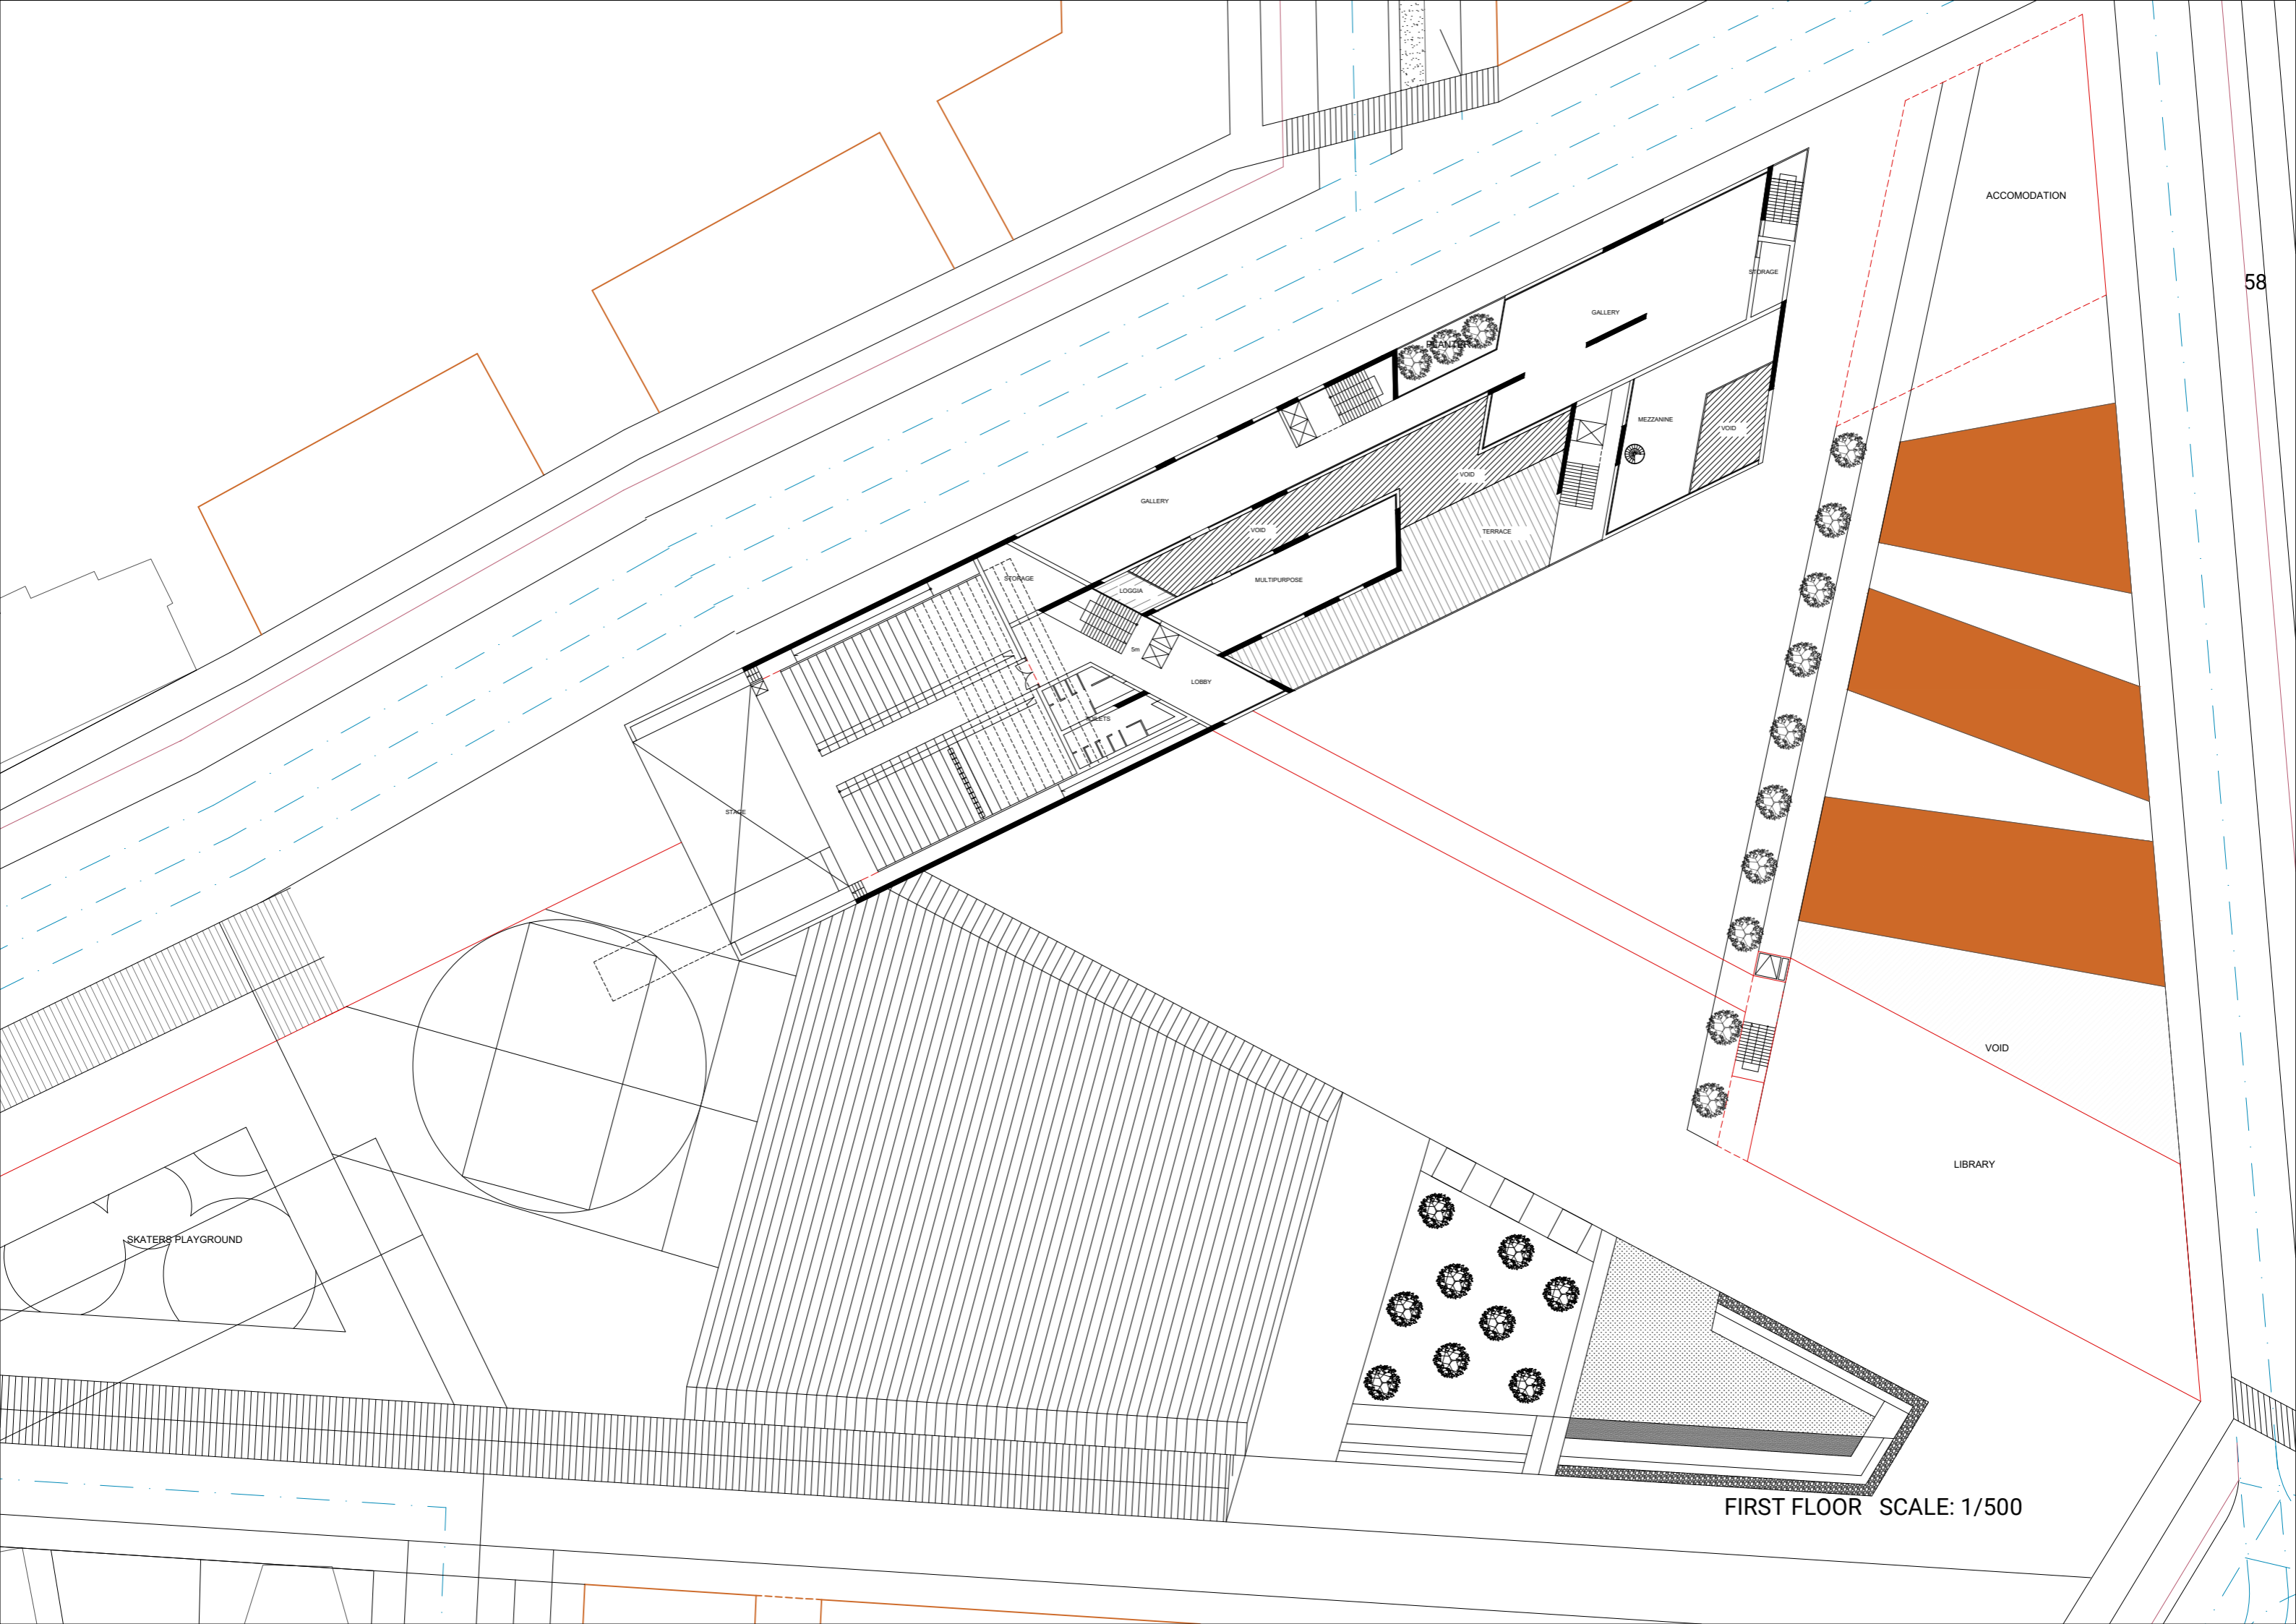 ACCOMODATION
STORAGE
58
GALLERY
PLANTER
MEZZANINE
VOID
VOID
GALLERY
VOID
TERRACE
STORAGE
MULTIPURPOSE
LOGGIA
5m
LOBBY
TOILETS
STAGE
VOID
LIBRARY
SKATERS PLAYGROUND
FIRST FLOOR SCALE: 1/500